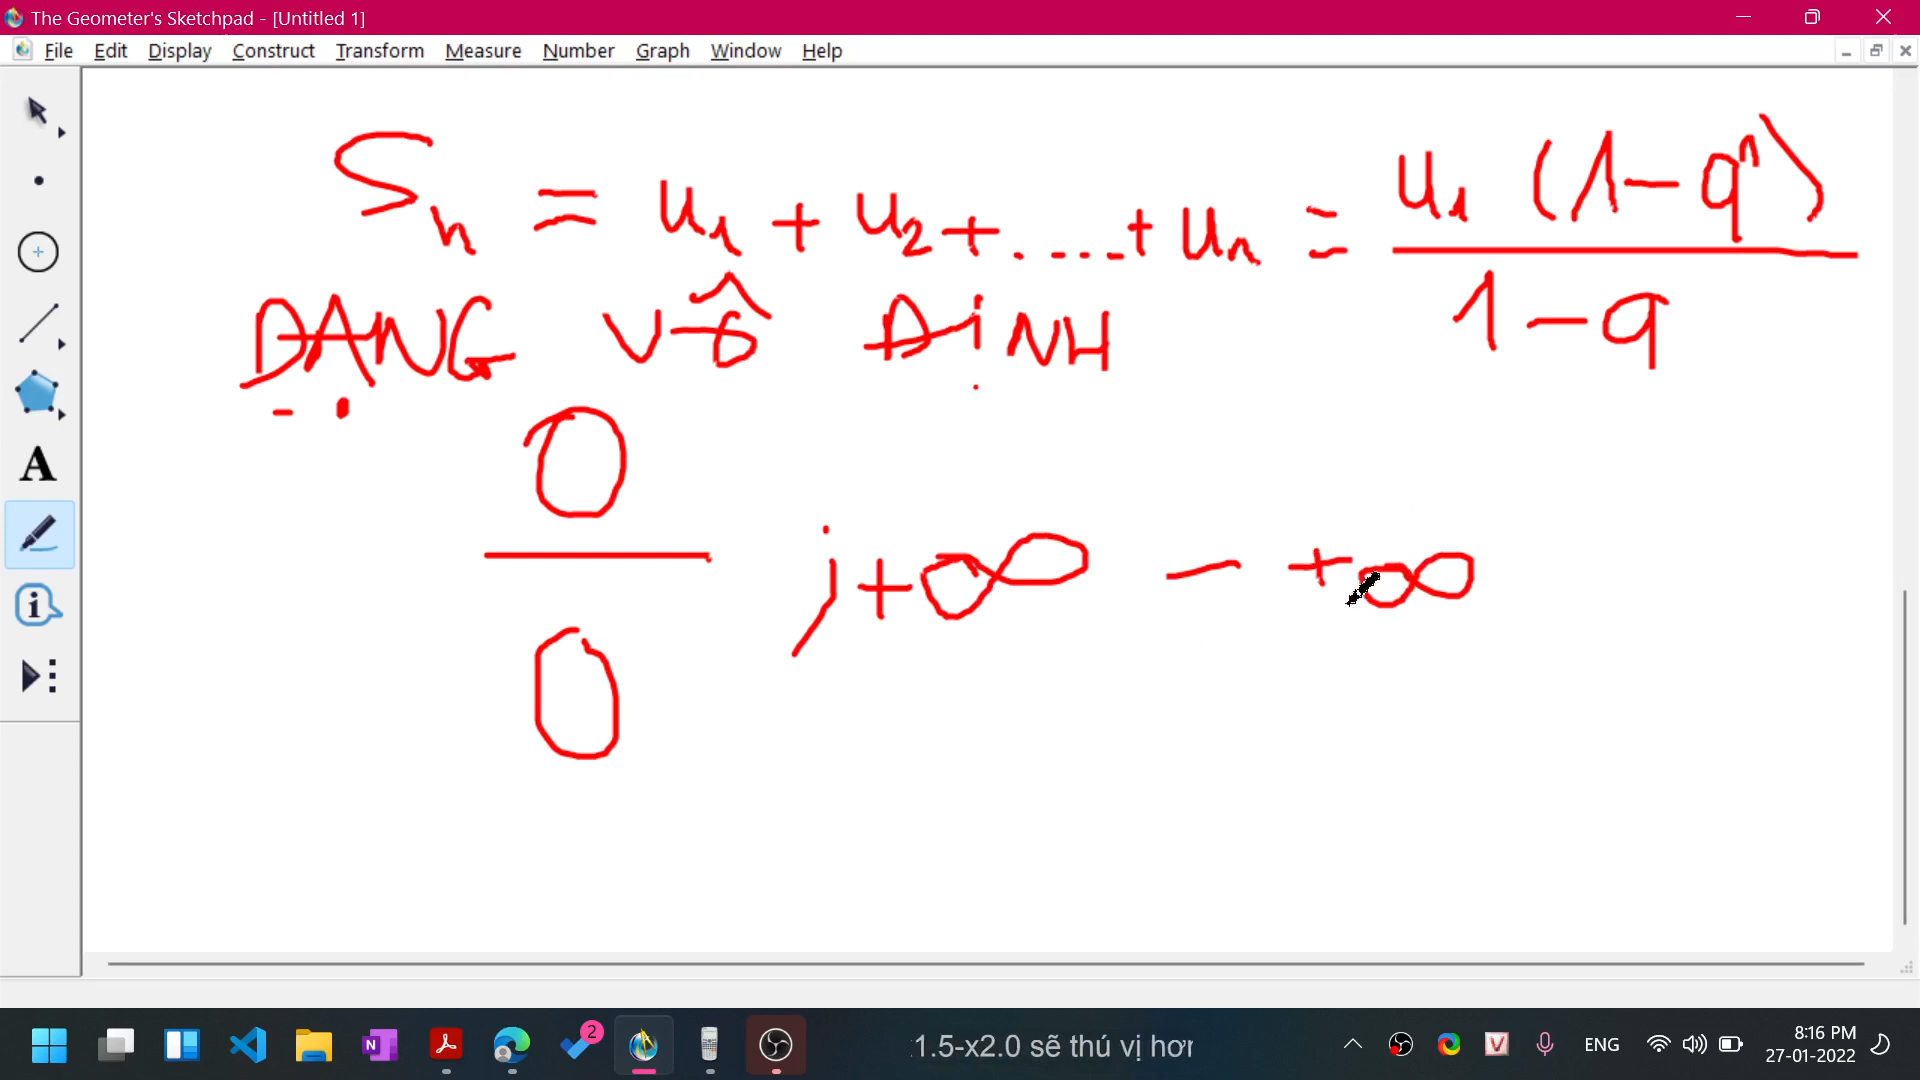 The Geometer's Sketchpad - [Untitled 1]
File Edit Display Construct Transform Measure Number Graph Window Help
Sₙ = u₁ + u₂ + ..... + uₙ = u₁ (1 - qⁿ) / 1 - q
DẠNG VÔ ĐỊNH
0 / 0 ; +∞ - +∞
A
i
2
1.5-x2.0 sẽ thú vị hơn
ENG
8:16 PM
27-01-2022